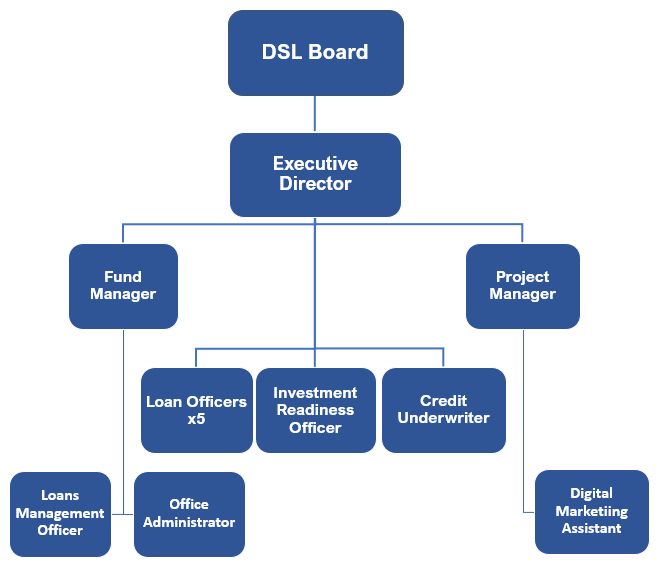 DSL Board
Executive
Director
Fund
Manager
Project
Manager
Loan Officers
x5
Investment
Readiness
Officer
Credit
Underwriter
Loans
Management
Officer
Office
Administrator
Digital
Marketiing
Assistant